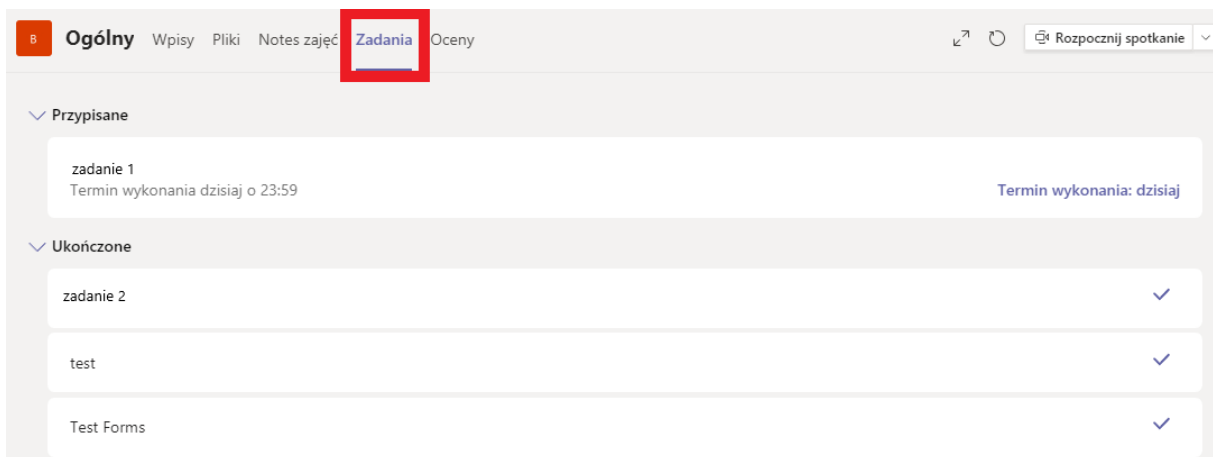 B Ogólny Wpisy Pliki Notes zajęć Zadania Oceny Rozpocznij spotkanie
Przypisane
zadanie 1
Termin wykonania dzisiaj o 23:59 Termin wykonania: dzisiaj
Ukończone
zadanie 2
test
Test Forms